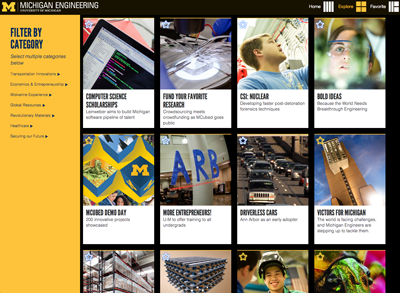 M MICHIGAN ENGINEERING
UNIVERSITY OF MICHIGAN
Home
Explore
Favorite
FILTER BY
CATEGORY
Select multiple categories
below
Transportation Innovations ▶
Economics & Entrepreneurship ▶
Wolverine Experience ▶
Global Resources ▶
Revolutionary Materials ▶
Healthcare ▶
Securing our Future ▶
COMPUTER SCIENCE
SCHOLARSHIPS
Leinweber aims to build Michigan
software pipeline of talent
FUND YOUR FAVORITE
RESEARCH
Crowdsourcing meets
crowdfunding as MCubed goes
public
CSI: NUCLEAR
Developing faster post-detonation
forensics techniques
BOLD IDEAS
Because the World Needs
Breakthrough Engineering
M
MCUBED DEMO DAY
200 innovative projects
showcased
ARB
MORE ENTREPRENEURS!
U-M to offer training to all
undergrads
DRIVERLESS CARS
Ann Arbor as an early adopter
VICTORS FOR MICHIGAN
The world is facing challenges,
and Michigan Engineers are
stepping up to tackle them.